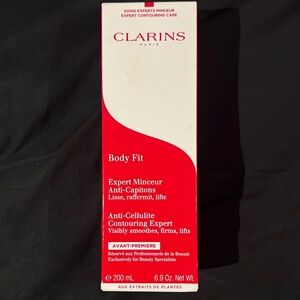 SOINS EXPERTS MINCEUR
EXPERT CONTOURING CARE
CLARINS
PARIS
Body Fit
Expert Minceur
Anti-Capitons
Lisse, raffermit, lifte
Anti-Cellulite
Contouring Expert
Visibly smoothes, firms, lifts
AVANT-PREMIERE
Réservé aux Professionnels de la Beauté
Exclusively for Beauty Specialists
℮ 200 mL 6.9 Oz. Net Wt.
AUX EXTRAITS DE PLANTES